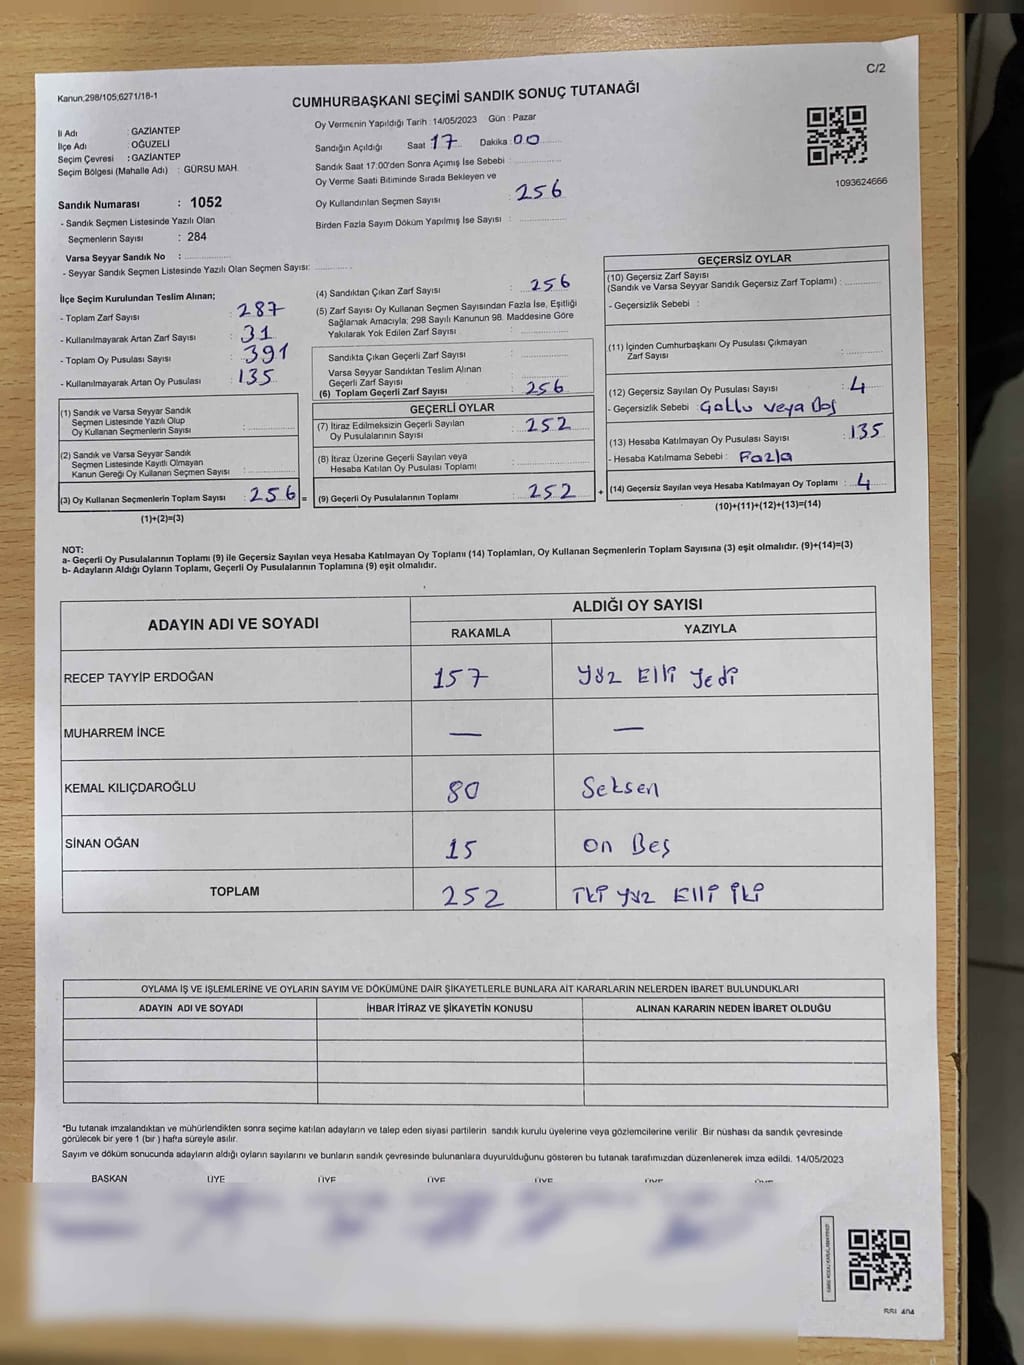 C/2
Kanun;298/105;6271/18-1
CUMHURBAŞKANI SEÇİMİ SANDIK SONUÇ TUTANAĞI
İl Adı : GAZİANTEP
İlçe Adı : OĞUZELİ
Seçim Çevresi : GAZİANTEP
Seçim Bölgesi (Mahalle Adı) : GÜRSU MAH.
Sandık Numarası : 1052
- Sandık Seçmen Listesinde Yazılı Olan
Seçmenlerin Sayısı : 284
Varsa Seyyar Sandık No :
- Seyyar Sandık Seçmen Listesinde Yazılı Olan Seçmen Sayısı:
Oy Vermenin Yapıldığı Tarih : 14/05/2023 Gün : Pazar
Sandığın Açıldığı Saat 17 Dakika 00
Sandık Saat 17:00'den Sonra Açımış İse Sebebi :
Oy Verme Saati Bitiminde Sırada Bekleyen ve
Oy Kullandırılan Seçmen Sayısı : 256
Birden Fazla Sayım Döküm Yapılmış İse Sayısı :
1093624666
İlçe Seçim Kurulundan Teslim Alınan;
- Toplam Zarf Sayısı : 287
- Kullanılmayarak Artan Zarf Sayısı : 31
- Toplam Oy Pusulası Sayısı : 391
- Kullanılmayarak Artan Oy Pusulası : 135
(1) Sandık ve Varsa Seyyar Sandık
Seçmen Listesinde Yazılı Olup
Oy Kullanan Seçmenlerin Sayısı :
(2) Sandık ve Varsa Seyyar Sandık
Seçmen Listesinde Kayıtlı Olmayan
Kanun Gereği Oy Kullanan Seçmen Sayısı :
(3) Oy Kullanan Seçmenlerin Toplam Sayısı : 256 =
(1)+(2)=(3)
(4) Sandıktan Çıkan Zarf Sayısı : 256
(5) Zarf Sayısı Oy Kullanan Seçmen Sayısından Fazla İse, Eşitliği
Sağlamak Amacıyla; 298 Sayılı Kanunun 98. Maddesine Göre
Yakılarak Yok Edilen Zarf Sayısı :
Sandıkta Çıkan Geçerli Zarf Sayısı :
Varsa Seyyar Sandıktan Teslim Alınan
Geçerli Zarf Sayısı :
(6) Toplam Geçerli Zarf Sayısı : 256
GEÇERLİ OYLAR
(7) İtiraz Edilmeksizin Geçerli Sayılan
Oy Pusulalarının Sayısı : 252
(8) İtiraz Üzerine Geçerli Sayılan veya
Hesaba Katılan Oy Pusulası Toplamı :
(9) Geçerli Oy Pusulalarının Toplamı : 252 +
GEÇERSİZ OYLAR
(10) Geçersiz Zarf Sayısı
(Sandık ve Varsa Seyyar Sandık Geçersiz Zarf Toplamı) :
- Geçersizlik Sebebi :
(11) İçinden Cumhurbaşkanı Oy Pusulası Çıkmayan
Zarf Sayısı :
(12) Geçersiz Sayılan Oy Pusulası Sayısı : 4
- Geçersizlik Sebebi : Gollu veya Boş
(13) Hesaba Katılmayan Oy Pusulası Sayısı : 135
- Hesaba Katılmama Sebebi : Fazla
(14) Geçersiz Sayılan veya Hesaba Katılmayan Oy Toplamı : 4
(10)+(11)+(12)+(13)=(14)
NOT:
a- Geçerli Oy Pusulalarının Toplamı (9) ile Geçersiz Sayılan veya Hesaba Katılmayan Oy Toplamı (14) Toplamları, Oy Kullanan Seçmenlerin Toplam Sayısına (3) eşit olmalıdır. (9)+(14)=(3)
b- Adayların Aldığı Oyların Toplamı, Geçerli Oy Pusulalarının Toplamına (9) eşit olmalıdır.
ADAYIN ADI VE SOYADI
ALDIĞI OY SAYISI
RAKAMLA YAZIYLA
RECEP TAYYİP ERDOĞAN 157 Yüz Elli Yedi
MUHARREM İNCE — —
KEMAL KILIÇDAROĞLU 80 Seksen
SİNAN OĞAN 15 On Beş
TOPLAM 252 İki yüz Elli İki
OYLAMA İŞ VE İŞLEMLERİNE VE OYLARIN SAYIM VE DÖKÜMÜNE DAİR ŞİKAYETLERLE BUNLARA AİT KARARLARIN NELERDEN İBARET BULUNDUKLARI
ADAYIN ADI VE SOYADI İHBAR İTİRAZ VE ŞİKAYETİN KONUSU ALINAN KARARIN NEDEN İBARET OLDUĞU
*Bu tutanak imzalandıktan ve mühürlendikten sonra seçime katılan adayların ve talep eden siyasi partilerin sandık kurulu üyelerine veya gözlemcilerine verilir. Bir nüshası da sandık çevresinde
görülecek bir yere 1 (bir) hafta süreyle asılır.
Sayım ve döküm sonucunda adayların aldığı oyların sayılarını ve bunların sandık çevresinde bulunanlara duyurulduğunu gösteren bu tutanak tarafımızdan düzenlenerek imza edildi. 14/05/2023
BAŞKAN ÜYE ÜYE ÜYE ÜYE ÜYE ÜYE